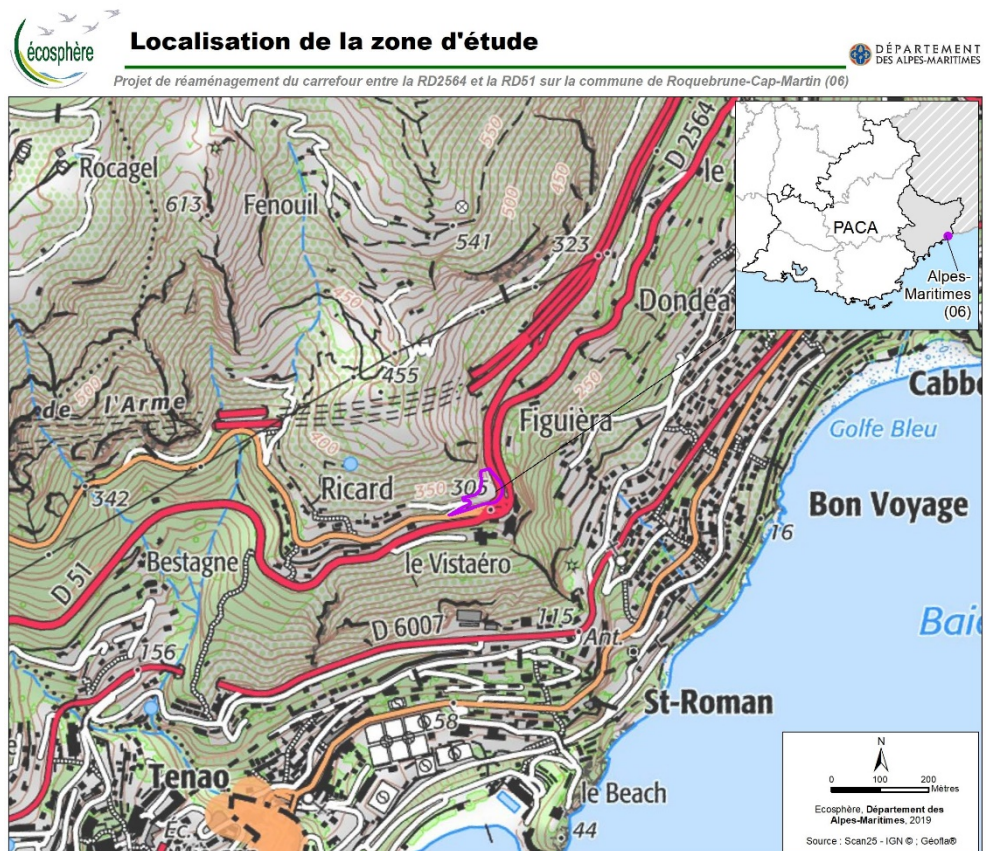 écosphère
Localisation de la zone d'étude
DÉPARTEMENT
DES ALPES-MARITIMES
Projet de réaménagement du carrefour entre la RD2564 et la RD51 sur la commune de Roquebrune-Cap-Martin (06)
D 2564
550
Rocagel
450
le
500
613
Fenouil
541
323
PACA
Alpes-
Maritimes
(06)
450
Dondea
455
500
250
Cabbé
de l'Arme
Figuièra
Golfe Bleu
400
Ricard
350
305
342
Bon Voyage
16
D 51
Bestagne
le Vistaéro
D 6007
115
Ant.
Baie
156
St-Roman
58
Tenao
le Beach
Éc.
44
N
0 100 200
Mètres
Ecosphère, Département des
Alpes-Maritimes, 2019
Source : Scan25 - IGN © ; Géofla®